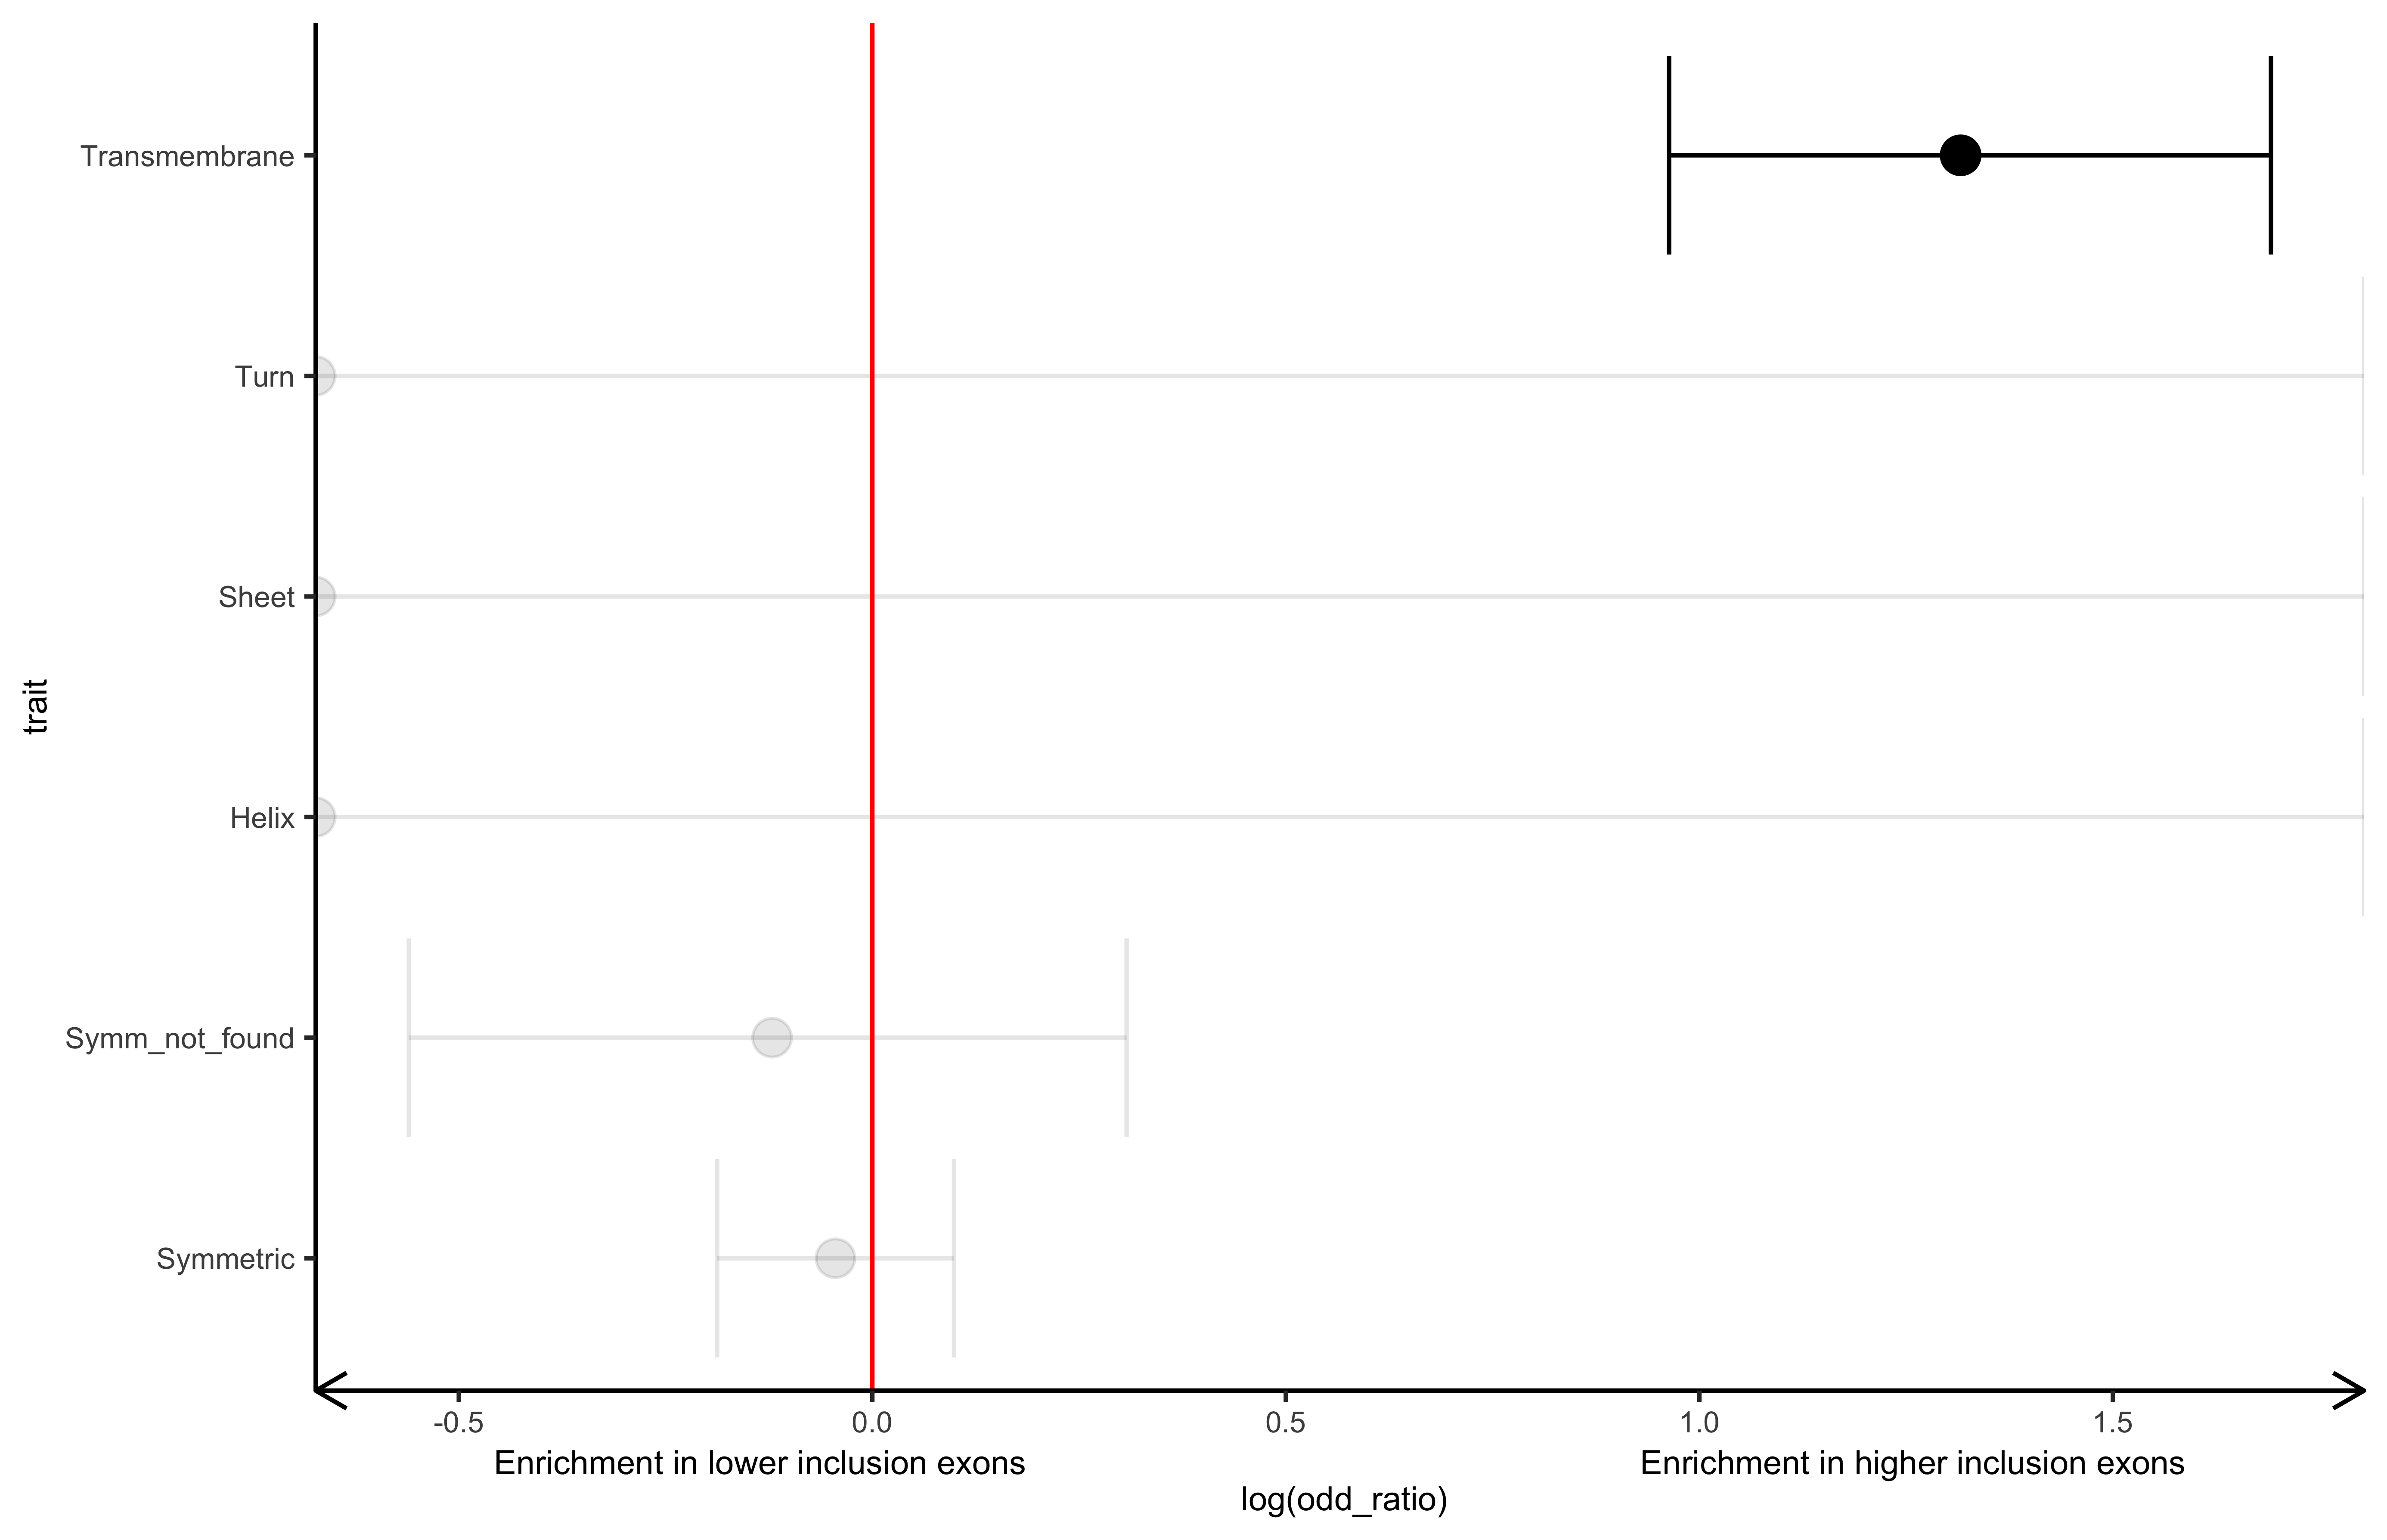 trait
Transmembrane
Turn
Sheet
Helix
Symm_not_found
Symmetric
-0.5 0.0 0.5 1.0 1.5
Enrichment in lower inclusion exons Enrichment in higher inclusion exons
log(odd_ratio)